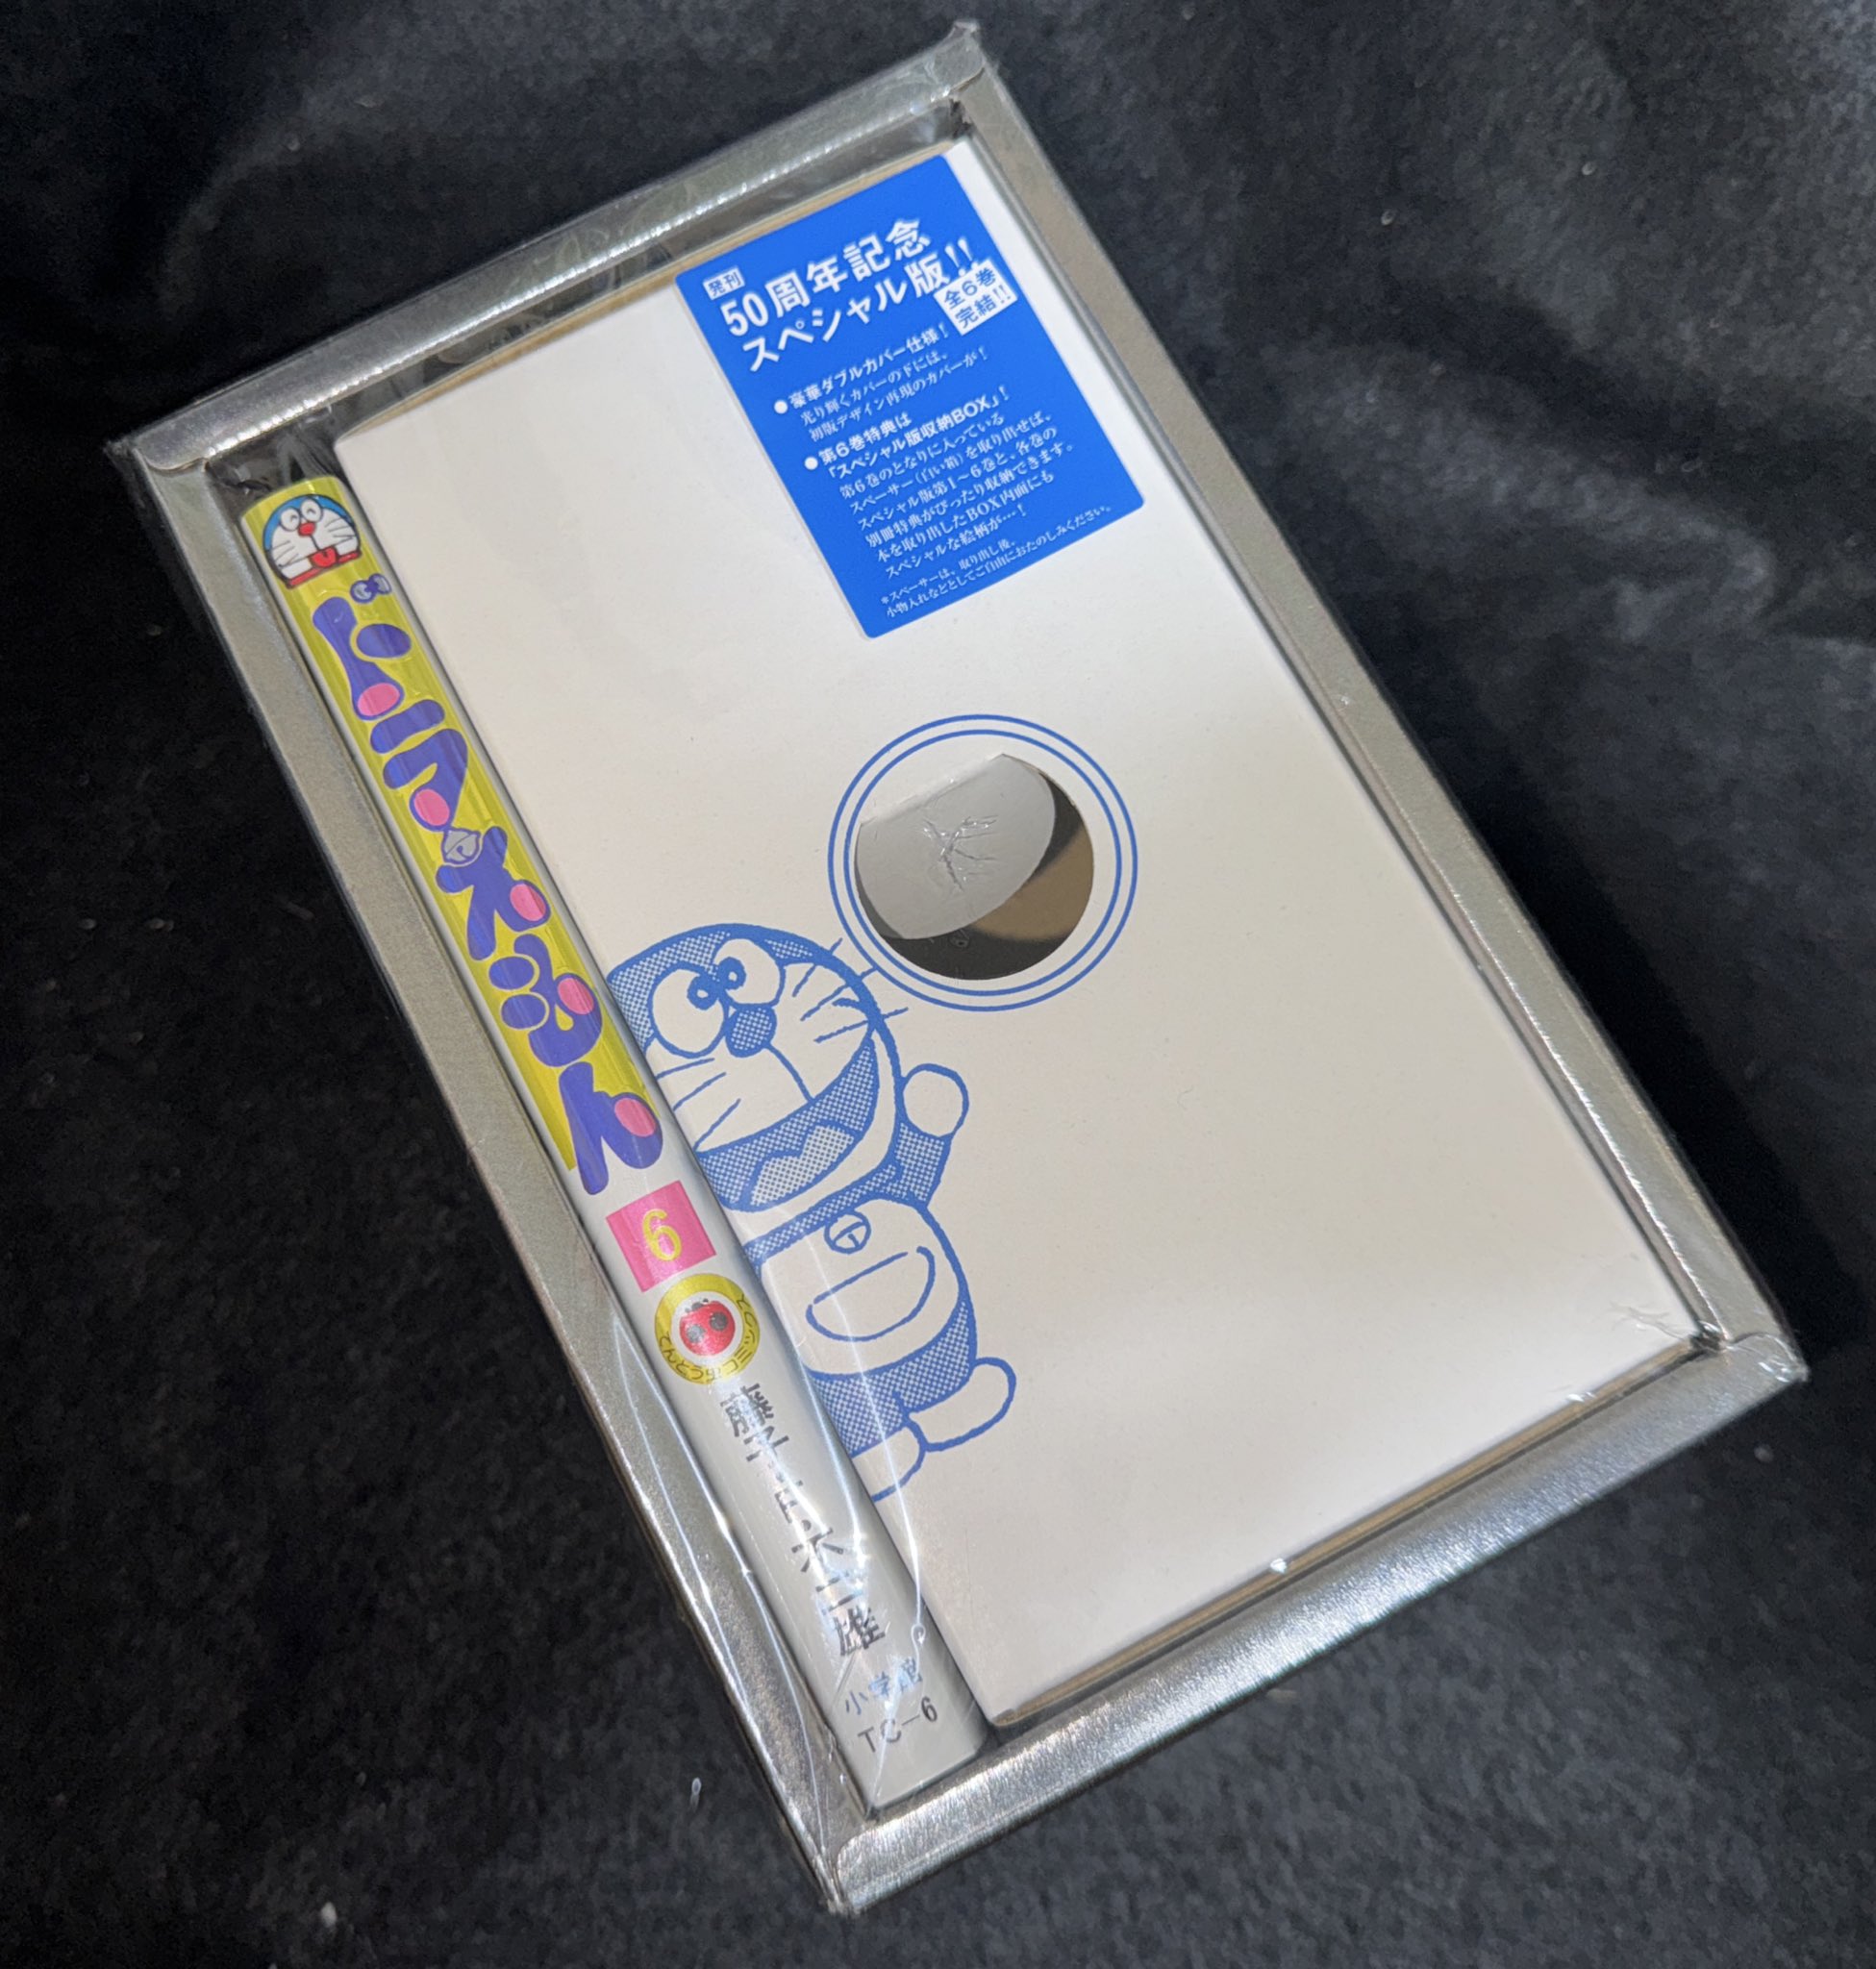 発刊
50周年記念
スペシャル版!!
全6巻
完結!!
●豪華ダブルカバー仕様!
光り輝くカバーの下には、
初版デザイン再現のカバーが!
●第6巻特典は
「スペシャル版収納BOX」!
第6巻のとなりに入っている
スペーサー(白い箱)を取り出せば、
スペシャル版第1〜6巻と、各巻の
別冊特典がぴったり収納できます。
本を取り出したBOX内面にも
スペシャルな絵柄が…!
*スペーサーは、取り出し後、
小物入れなどとしてご自由におたのしみください。
ドラえもん
6
てんとう虫コミックス
藤子・F・不二雄
小学館
TC-6